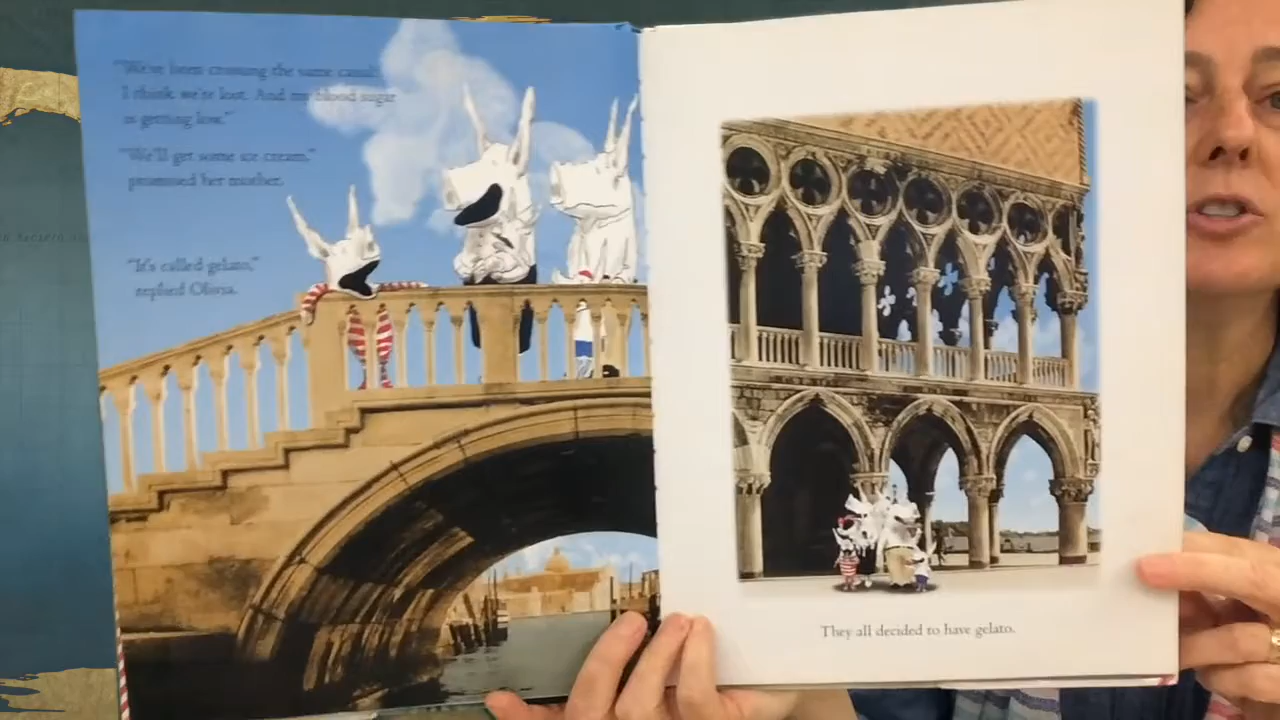 "We've been crossing the same canal.
I think we're lost. And my blood sugar
is getting low."
"We'll get some ice cream,"
promised her mother.
"It's called gelato,"
replied Olivia.
They all decided to have gelato.